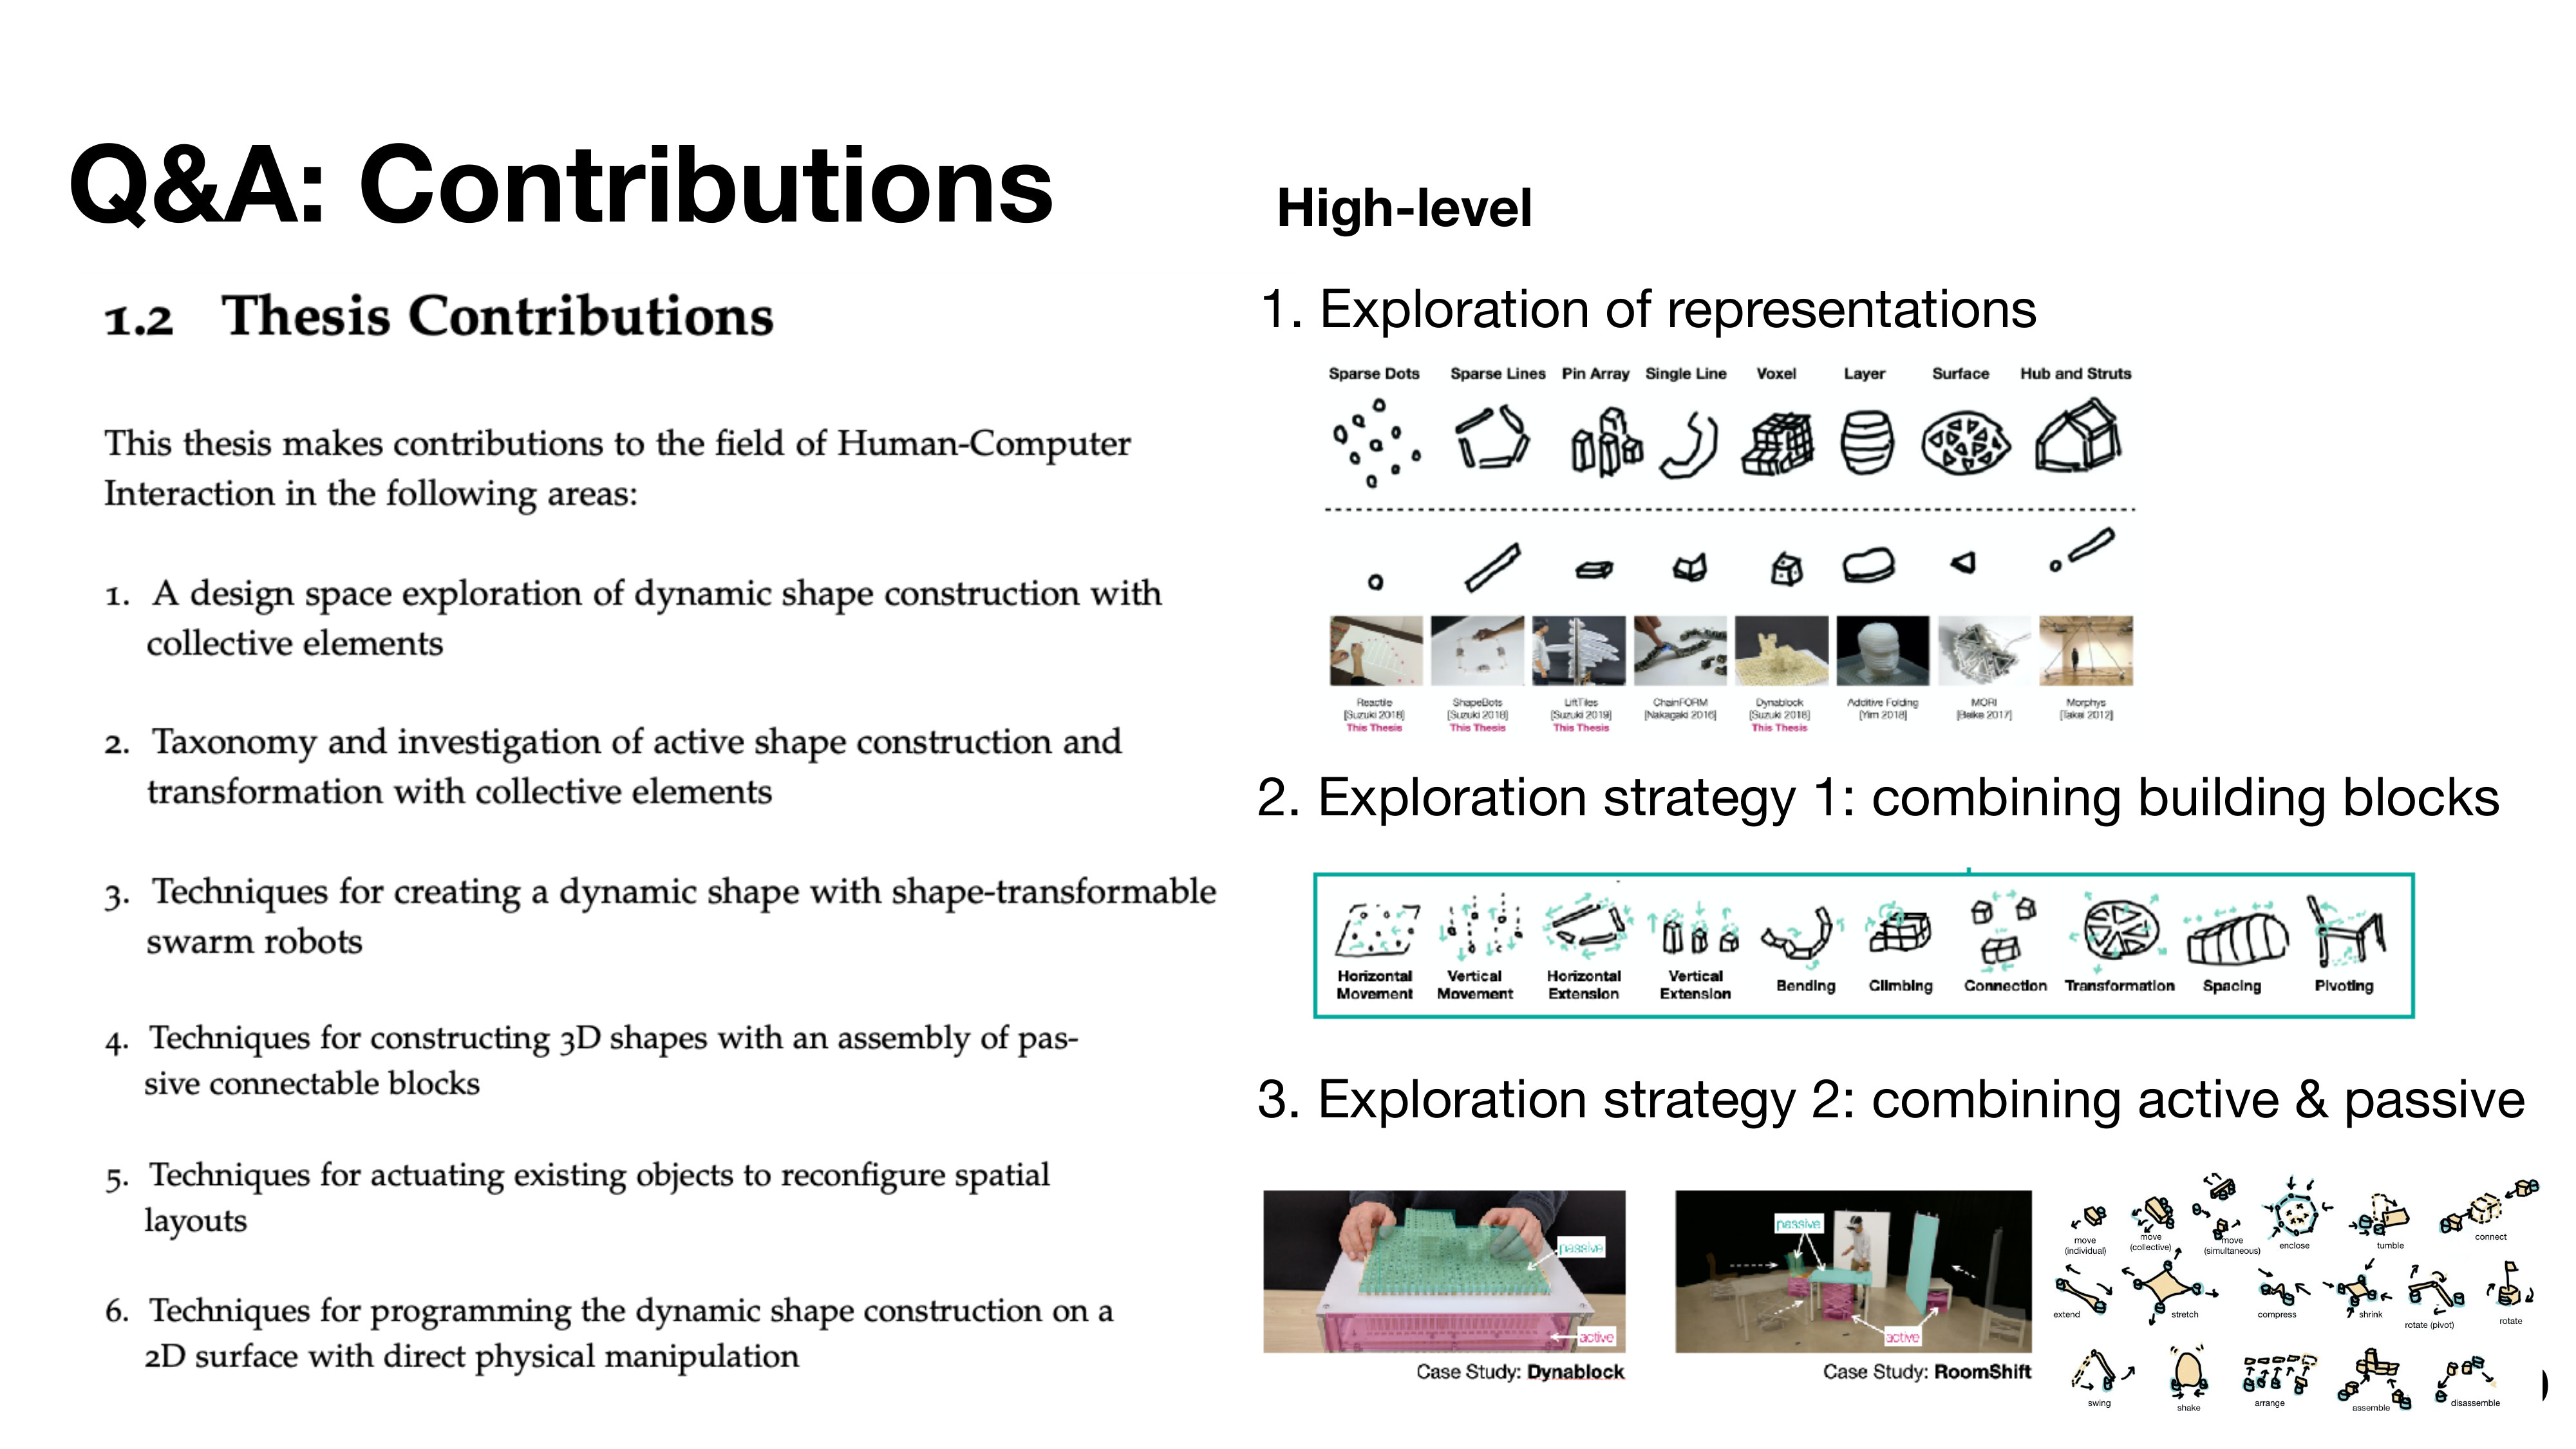 Q&A: Contributions
1.2 Thesis Contributions
This thesis makes contributions to the field of Human-Computer
Interaction in the following areas:
1. A design space exploration of dynamic shape construction with
collective elements
2. Taxonomy and investigation of active shape construction and
transformation with collective elements
3. Techniques for creating a dynamic shape with shape-transformable
swarm robots
4. Techniques for constructing 3D shapes with an assembly of pas-
sive connectable blocks
5. Techniques for actuating existing objects to reconfigure spatial
layouts
6. Techniques for programming the dynamic shape construction on a
2D surface with direct physical manipulation
High-level
1. Exploration of representations
Sparse Dots Sparse Lines Pin Array Single Line Voxel Layer Surface Hub and Struts
Reactile ShapeBots LiftTiles ChainFORM Dynablock Additive Folding MORI Morphys
[Suzuki 2018] [Suzuki 2018] [Suzuki 2019] [Nakagaki 2016] [Suzuki 2018] [Yim 2018] [Belke 2017] [Takei 2012]
This Thesis This Thesis This Thesis This Thesis
2. Exploration strategy 1: combining building blocks
Horizontal Vertical Horizontal Vertical Bending Climbing Connection Transformation Spacing Pivoting
Movement Movement Extension Extension
3. Exploration strategy 2: combining active & passive
passive
active
Case Study: Dynablock
passive
active
Case Study: RoomShift
move move move enclose tumble connect
(individual) (collective) (simultaneous)
extend stretch compress shrink rotate (pivot) rotate
swing shake arrange assemble disassemble
)